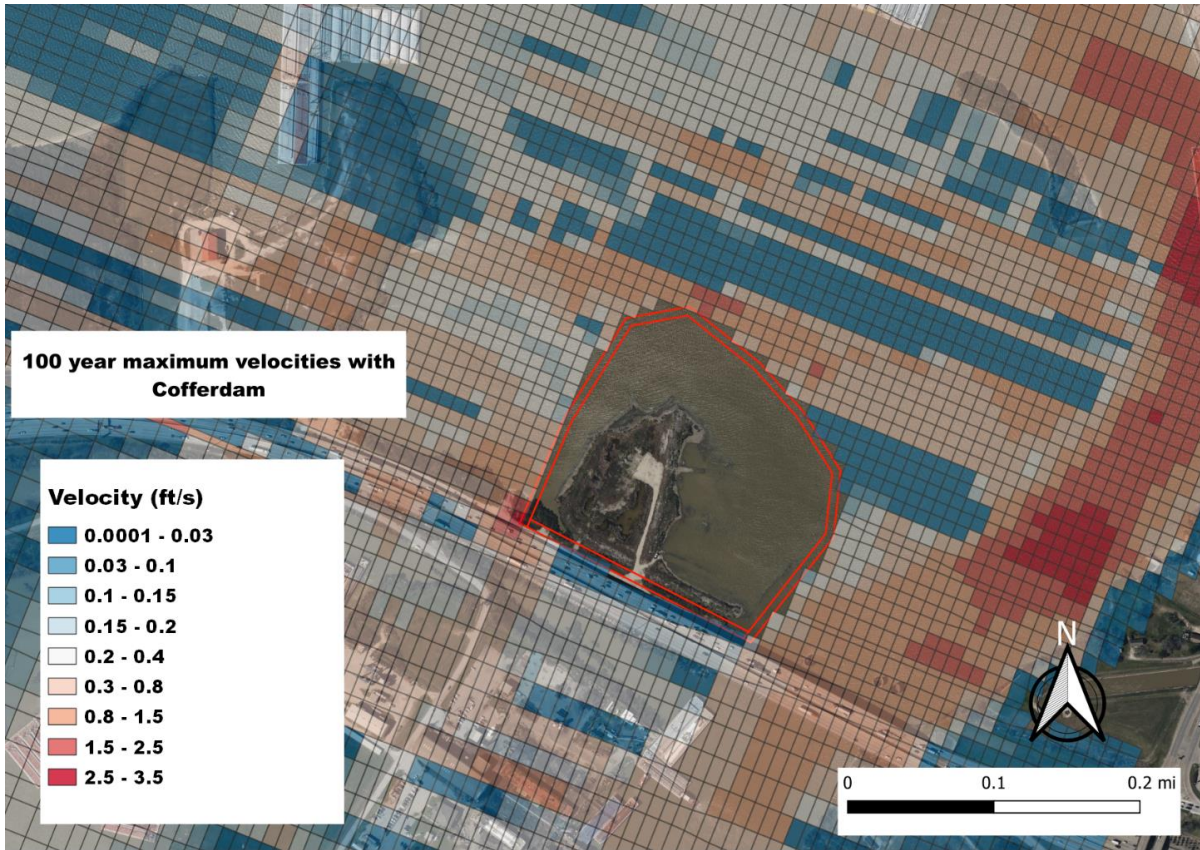 100 year maximum velocities with
Cofferdam
Velocity (ft/s)
0.0001 - 0.03
0.03 - 0.1
0.1 - 0.15
0.15 - 0.2
0.2 - 0.4
0.3 - 0.8
0.8 - 1.5
1.5 - 2.5
2.5 - 3.5
N
0 0.1 0.2 mi